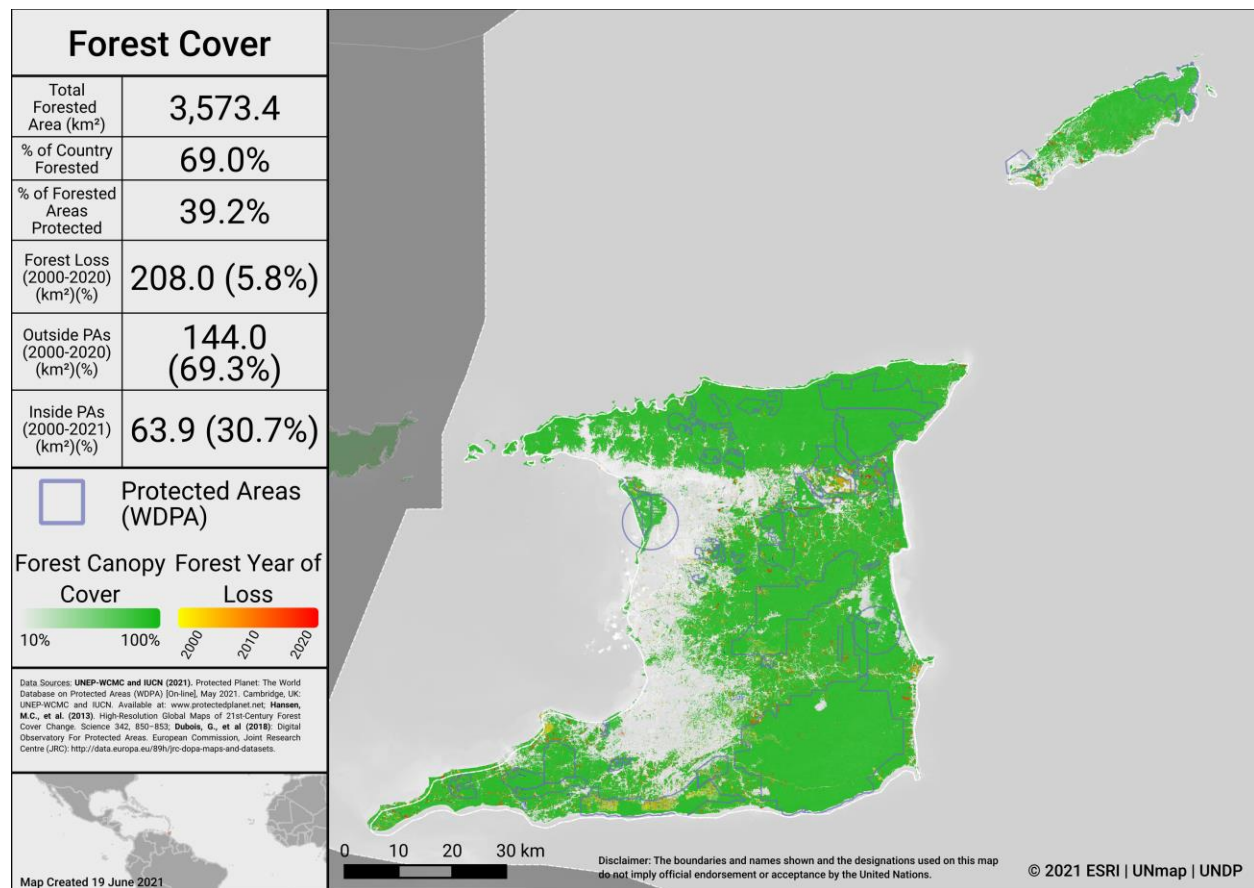 Forest Cover
Total
Forested
Area (km²)
3,573.4
% of Country
Forested
69.0%
% of Forested
Areas
Protected
39.2%
Forest Loss
(2000-2020)
(km²)(%)
208.0 (5.8%)
Outside PAs
(2000-2020)
(km²)(%)
144.0
(69.3%)
Inside PAs
(2000-2021)
(km²)(%)
63.9 (30.7%)
Protected Areas
(WDPA)
Forest Canopy
Cover
10%
100%
Forest Year of
Loss
2000
2010
2020
Data Sources: UNEP-WCMC and IUCN (2021). Protected Planet: The World
Database on Protected Areas (WDPA) [On-line], May 2021. Cambridge, UK:
UNEP-WCMC and IUCN. Available at: www.protectedplanet.net; Hansen,
M.C., et al. (2013). High-Resolution Global Maps of 21st-Century Forest
Cover Change. Science 342, 850–853; Dubois, G., et al (2018): Digital
Observatory For Protected Areas. European Commission, Joint Research
Centre (JRC): http://data.europa.eu/89h/jrc-dopa-maps-and-datasets.
Map Created 19 June 2021
0 10 20 30 km
Disclaimer: The boundaries and names shown and the designations used on this map
do not imply official endorsement or acceptance by the United Nations.
© 2021 ESRI | UNmap | UNDP